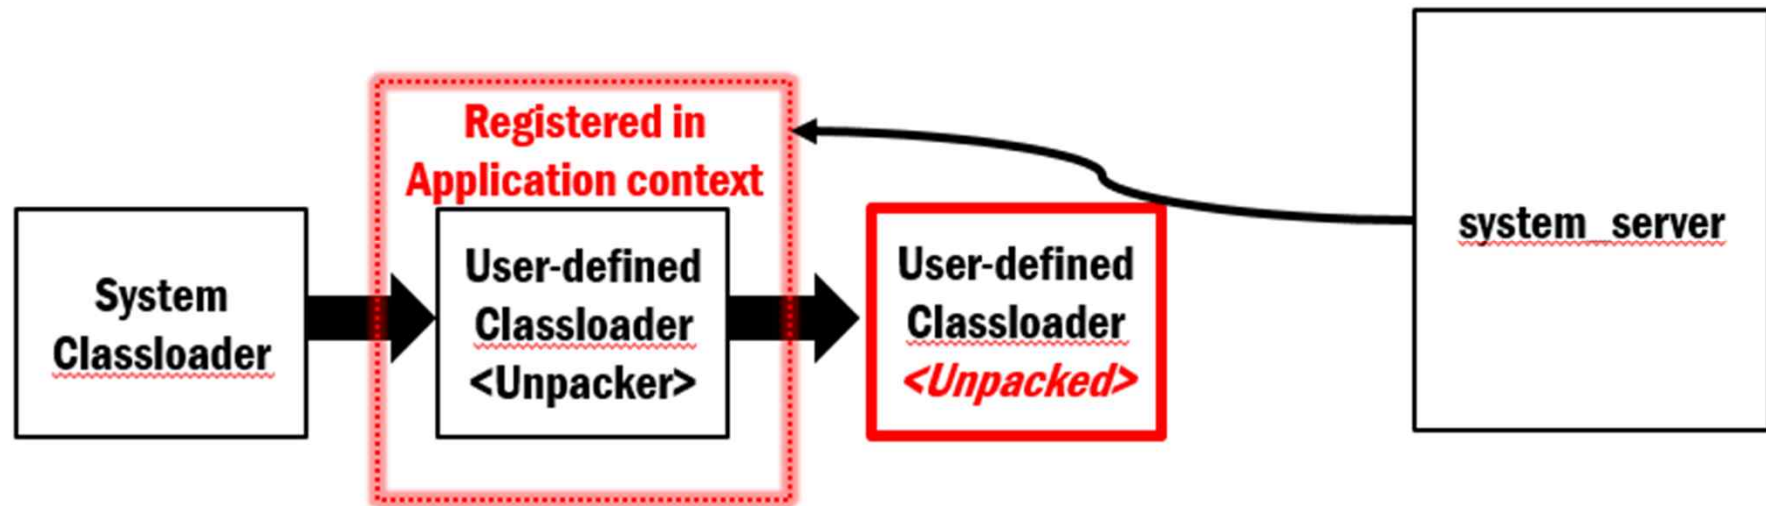 System
Classloader
Registered in
Application context
User-defined
Classloader
<Unpacker>
User-defined
Classloader
<Unpacked>
system_server